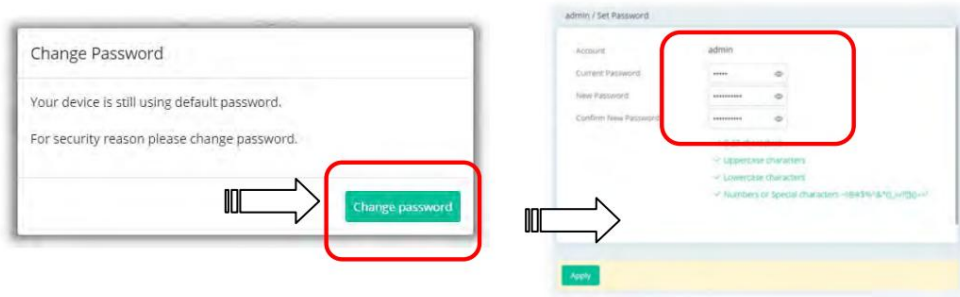 Change Password
Your device is still using default password.
For security reason please change password.
Change password
admin / Set Password
Account admin
Current Password •••••
New Password ••••••••••
Confirm New Password ••••••••••
characters
Uppercase characters
Lowercase characters
Numbers or Special characters
Apply